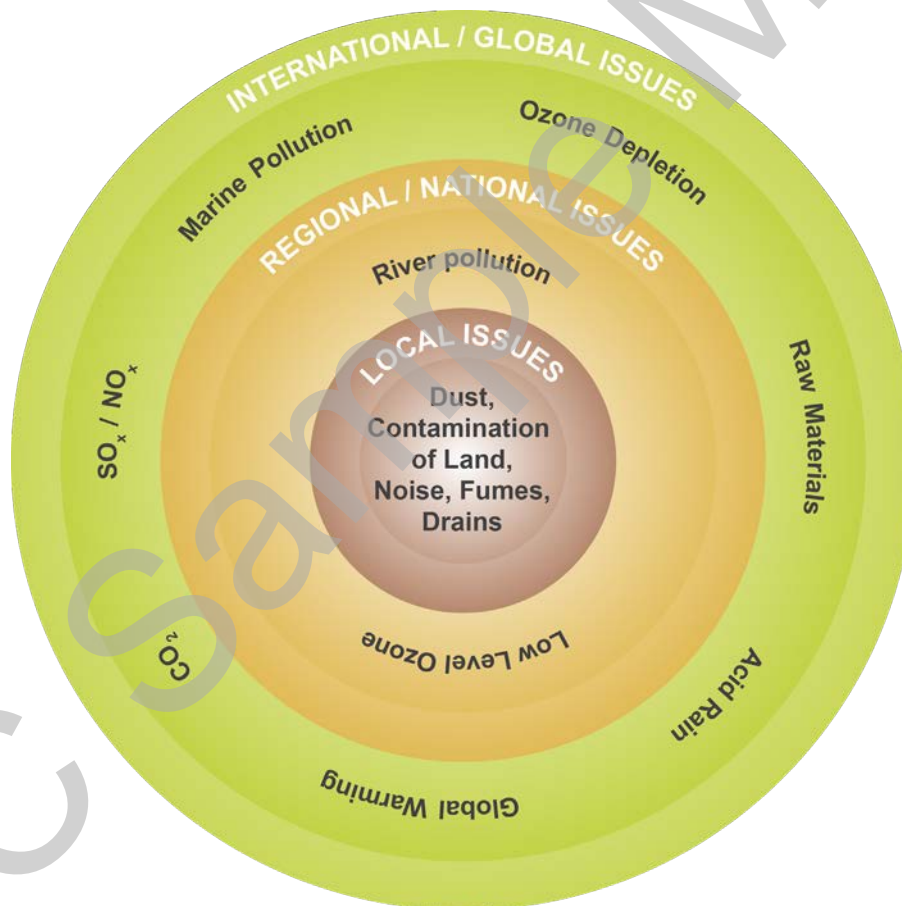 INTERNATIONAL / GLOBAL ISSUES
Marine Pollution
Ozone Depletion
REGIONAL / NATIONAL ISSUES
River pollution
LOCAL ISSUES
Dust,
Contamination
of Land,
Noise, Fumes,
Drains
SOₓ / NOₓ
Raw Materials
CO₂
Low Level Ozone
Acid Rain
Global Warming
C Sample M